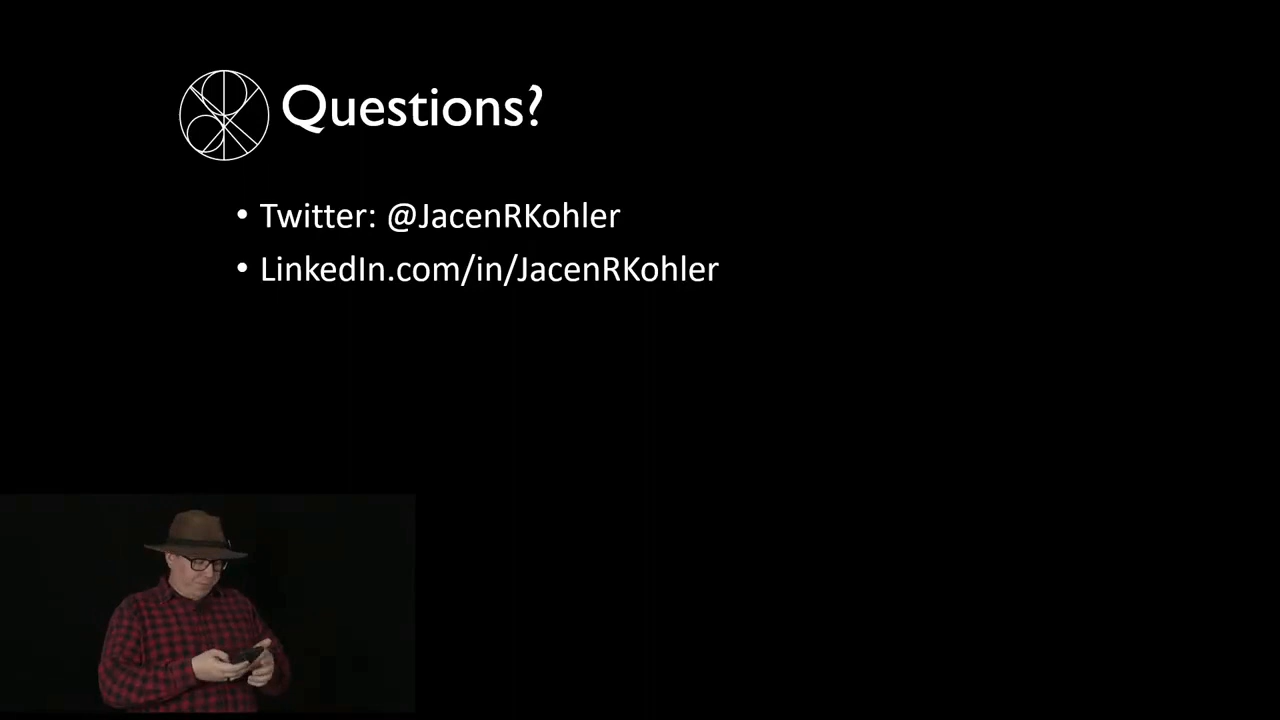 Questions?
• Twitter: @JacenRKohler
• LinkedIn.com/in/JacenRKohler